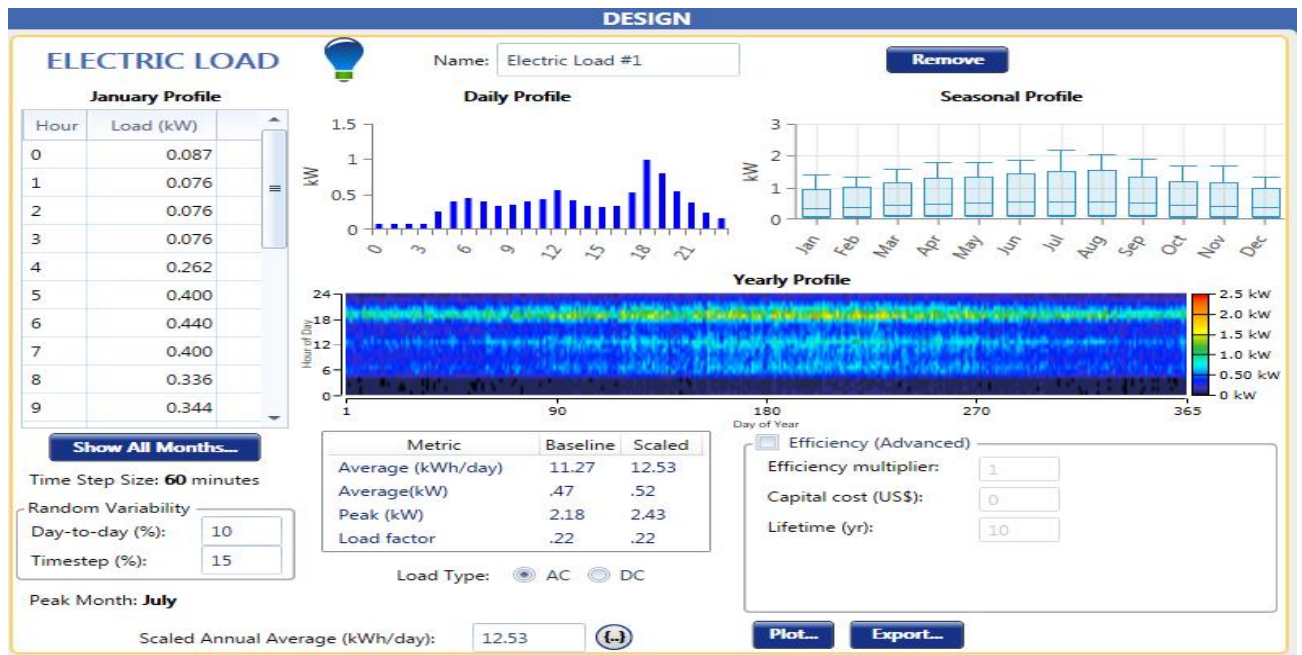 DESIGN
ELECTRIC LOAD
Name: Electric Load #1
Remove
January Profile
Hour Load (kW)
0 0.087
1 0.076
2 0.076
3 0.076
4 0.262
5 0.400
6 0.440
7 0.400
8 0.336
9 0.344
Show All Months...
Time Step Size: 60 minutes
Random Variability
Day-to-day (%): 10
Timestep (%): 15
Peak Month: July
Daily Profile
kW
1.5
1
0.5
0
0 3 6 9 12 15 18 21
Seasonal Profile
kW
3
2
1
0
Jan Feb Mar Apr May Jun Jul Aug Sep Oct Nov Dec
Yearly Profile
Hour of Day
24
18
12
6
0
1 90 180 270 365
Day of Year
2.5 kW
2.0 kW
1.5 kW
1.0 kW
0.50 kW
0 kW
Metric Baseline Scaled
Average (kWh/day) 11.27 12.53
Average(kW) .47 .52
Peak (kW) 2.18 2.43
Load factor .22 .22
Load Type: AC DC
Efficiency (Advanced)
Efficiency multiplier: 1
Capital cost (US$): 0
Lifetime (yr): 10
Scaled Annual Average (kWh/day): 12.53 {..}
Plot... Export...